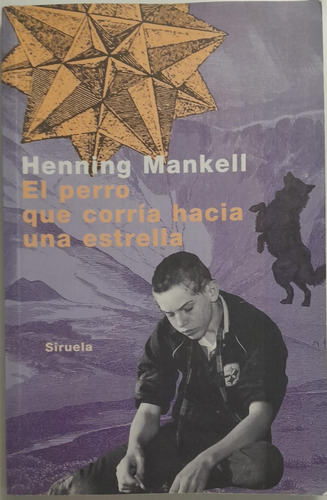 Henning Mankell
El perro
que corría hacia
una estrella
Siruela